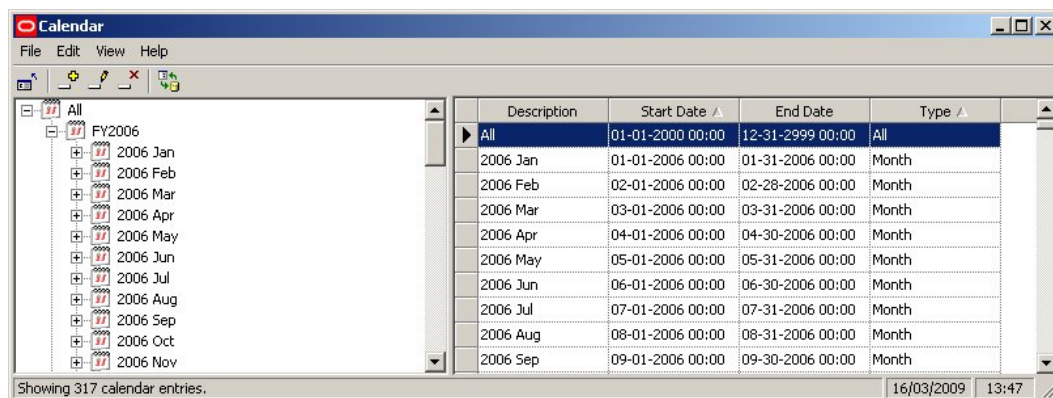 Calendar
File Edit View Help
All
FY2006
2006 Jan
2006 Feb
2006 Mar
2006 Apr
2006 May
2006 Jun
2006 Jul
2006 Aug
2006 Sep
2006 Oct
2006 Nov
Description Start Date End Date Type
All 01-01-2000 00:00 12-31-2999 00:00 All
2006 Jan 01-01-2006 00:00 01-31-2006 00:00 Month
2006 Feb 02-01-2006 00:00 02-28-2006 00:00 Month
2006 Mar 03-01-2006 00:00 03-31-2006 00:00 Month
2006 Apr 04-01-2006 00:00 04-30-2006 00:00 Month
2006 May 05-01-2006 00:00 05-31-2006 00:00 Month
2006 Jun 06-01-2006 00:00 06-30-2006 00:00 Month
2006 Jul 07-01-2006 00:00 07-31-2006 00:00 Month
2006 Aug 08-01-2006 00:00 08-31-2006 00:00 Month
2006 Sep 09-01-2006 00:00 09-30-2006 00:00 Month
Showing 317 calendar entries. 16/03/2009 13:47